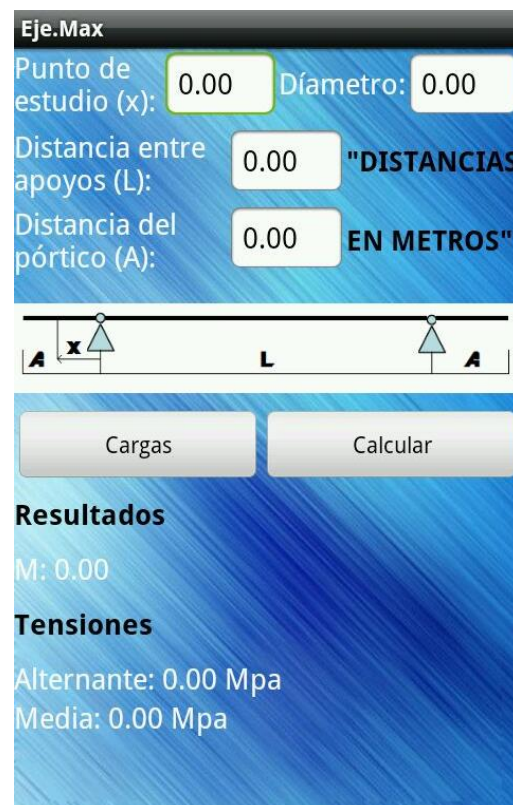 Eje.Max
Punto de
estudio (x): 0.00 Díametro: 0.00
Distancia entre
apoyos (L): 0.00 "DISTANCIAS
Distancia del
pórtico (A): 0.00 EN METROS"
A x L A
Cargas Calcular
Resultados
M: 0.00
Tensiones
Alternante: 0.00 Mpa
Media: 0.00 Mpa